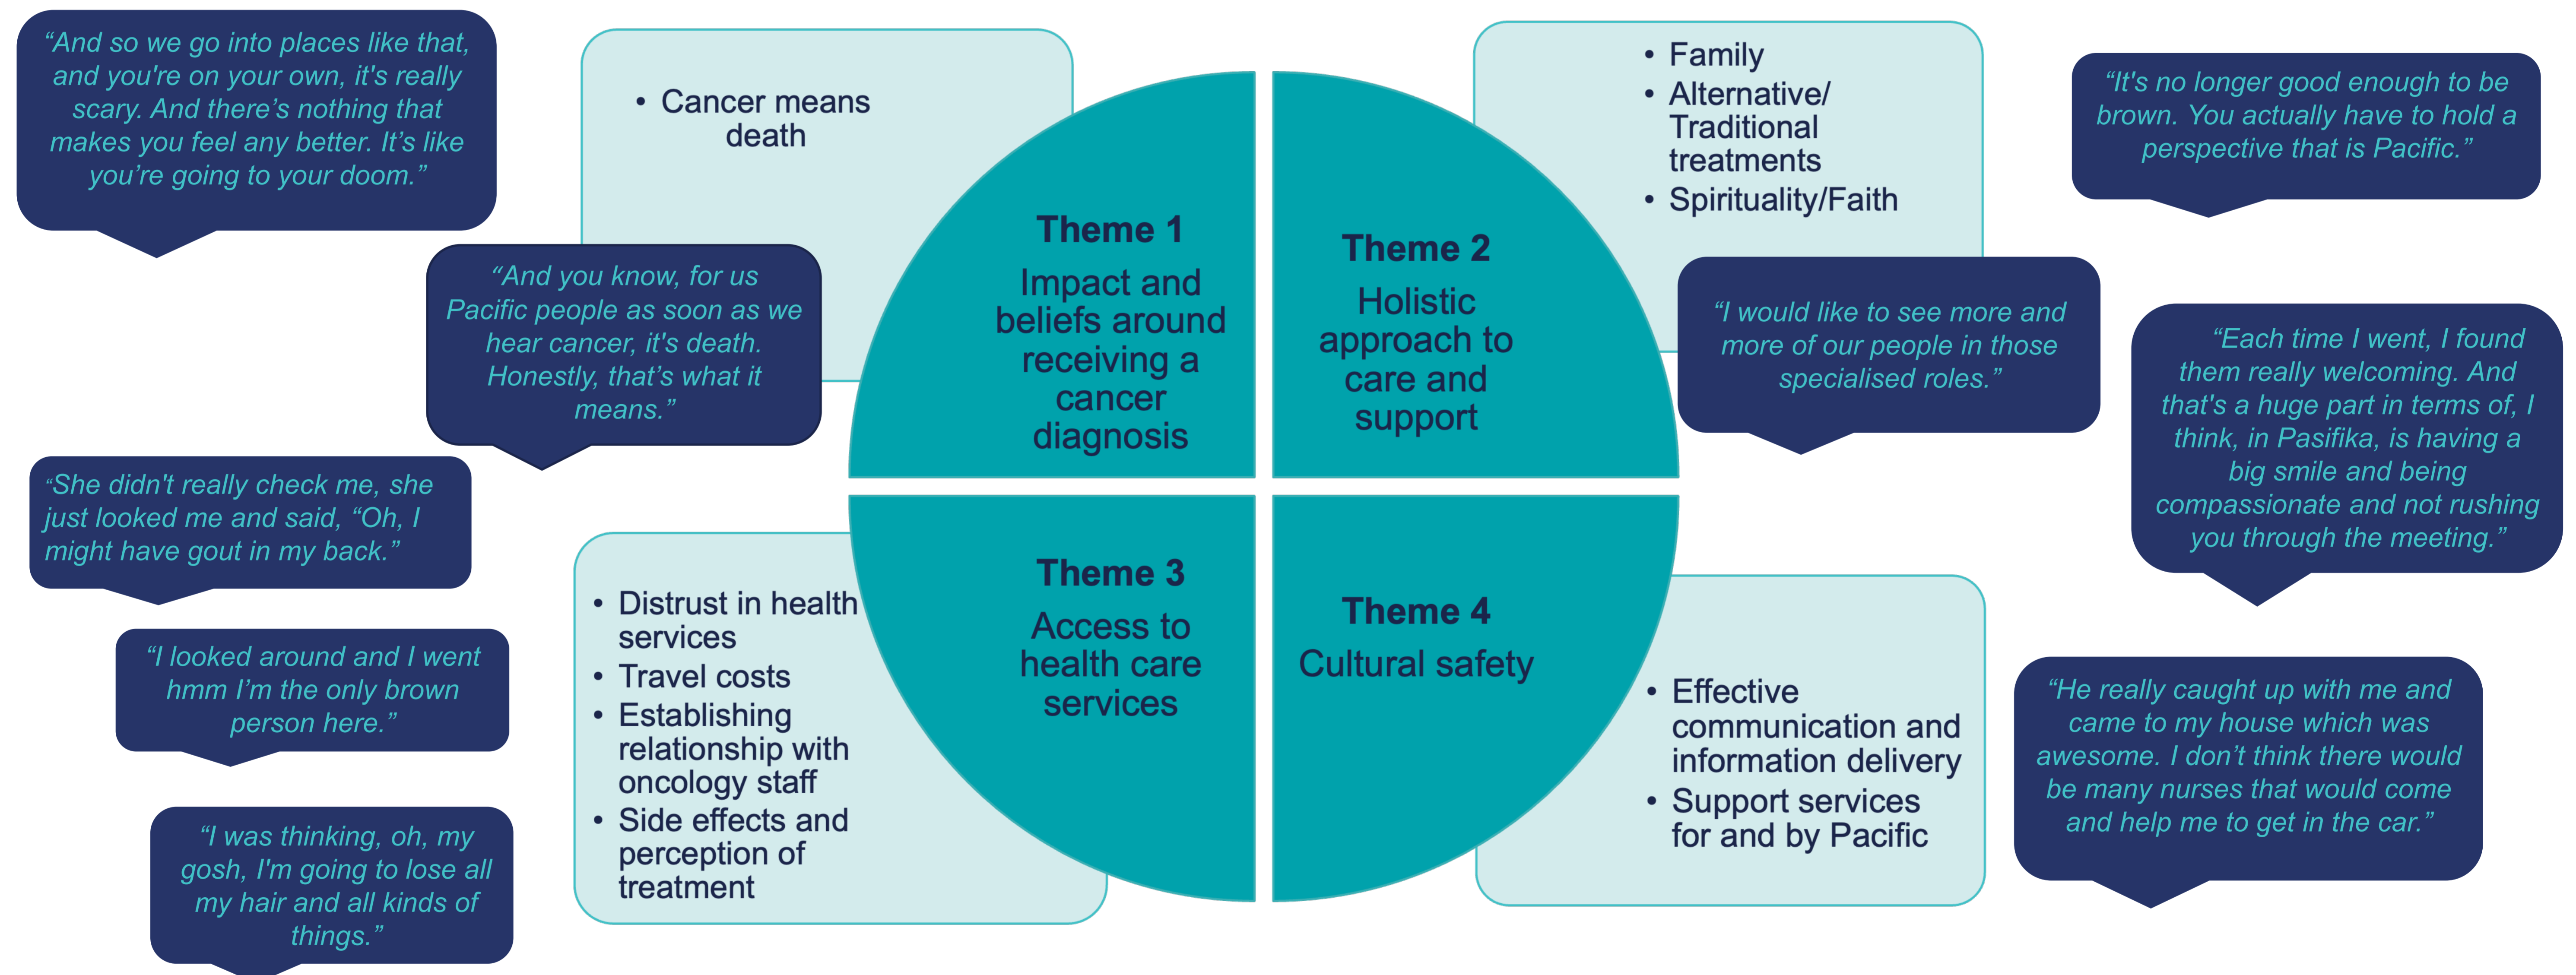 “And so we go into places like that,
and you're on your own, it's really
scary. And there’s nothing that
makes you feel any better. It’s like
you’re going to your doom.”
“And you know, for us
Pacific people as soon as we
hear cancer, it's death.
Honestly, that’s what it
means.”
“She didn't really check me, she
just looked me and said, “Oh, I
might have gout in my back.”
“I looked around and I went
hmm I’m the only brown
person here.”
“I was thinking, oh, my
gosh, I'm going to lose all
my hair and all kinds of
things.”
• Cancer means
death
Theme 1
Impact and
beliefs around
receiving a
cancer
diagnosis
• Family
• Alternative/
Traditional
treatments
• Spirituality/Faith
Theme 2
Holistic
approach to
care and
support
• Distrust in health
services
• Travel costs
• Establishing
relationship with
oncology staff
• Side effects and
perception of
treatment
Theme 3
Access to
health care
services
Theme 4
Cultural safety
• Effective
communication and
information delivery
• Support services
for and by Pacific
“It's no longer good enough to be
brown. You actually have to hold a
perspective that is Pacific.”
“I would like to see more and
more of our people in those
specialised roles.”
“Each time I went, I found
them really welcoming. And
that's a huge part in terms of, I
think, in Pasifika, is having a
big smile and being
compassionate and not rushing
you through the meeting.”
“He really caught up with me and
came to my house which was
awesome. I don’t think there would
be many nurses that would come
and help me to get in the car.”